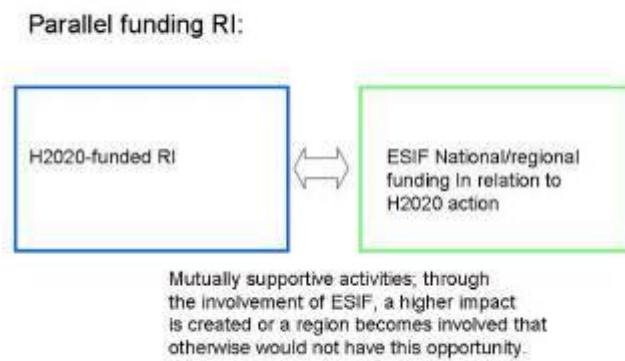 Parallel funding RI:
H2020-funded RI
ESIF National/regional
funding In relation to
H2020 action
Mutually supportive activities; through
the involvement of ESIF, a higher impact
is created or a region becomes involved that
otherwise would not have this opportunity.